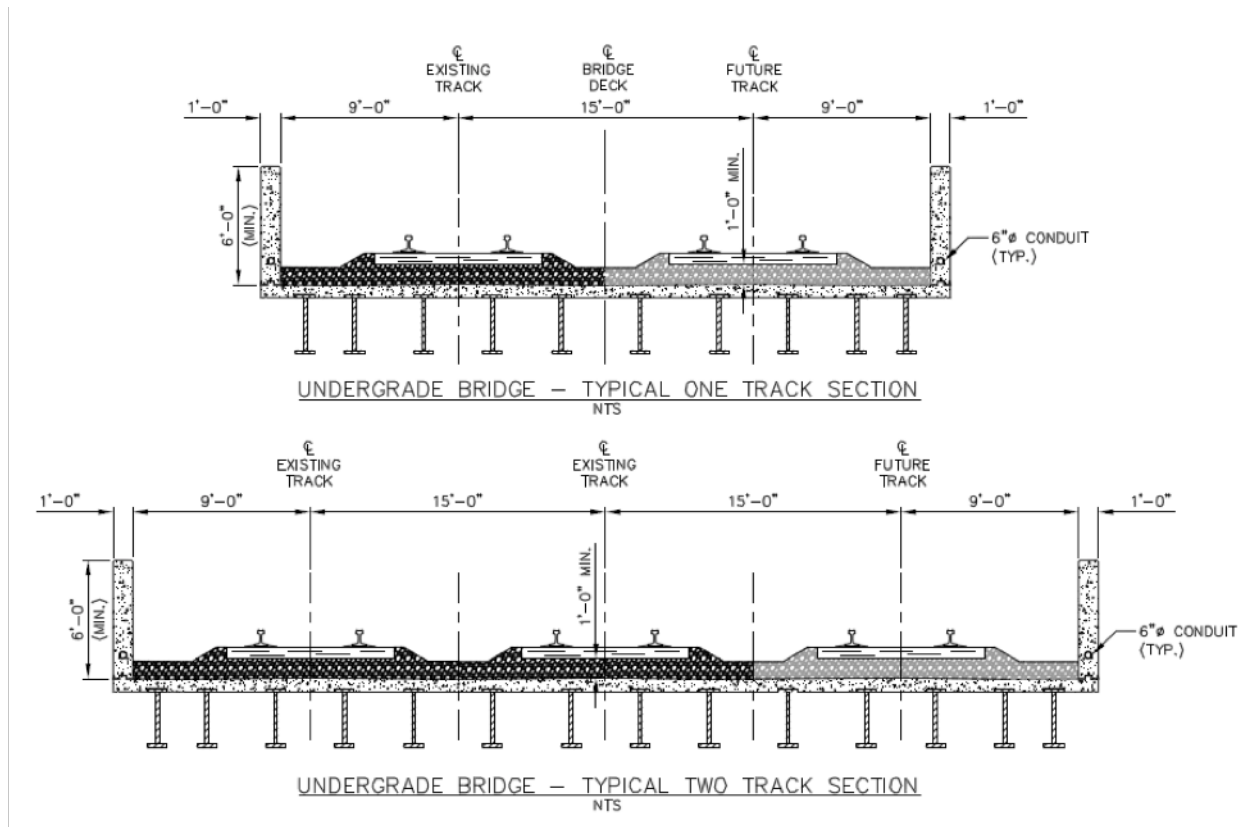 ℄
EXISTING
TRACK
℄
BRIDGE
DECK
℄
FUTURE
TRACK
1'-0"
9'-0"
15'-0"
9'-0"
1'-0"
6'-0"
(MIN.)
1'-0" MIN.
6"ø CONDUIT
(TYP.)
UNDERGRADE BRIDGE – TYPICAL ONE TRACK SECTION
NTS
℄
EXISTING
TRACK
℄
EXISTING
TRACK
℄
FUTURE
TRACK
1'-0"
9'-0"
15'-0"
15'-0"
9'-0"
1'-0"
6'-0"
(MIN.)
1'-0" MIN.
6"ø CONDUIT
(TYP.)
UNDERGRADE BRIDGE – TYPICAL TWO TRACK SECTION
NTS